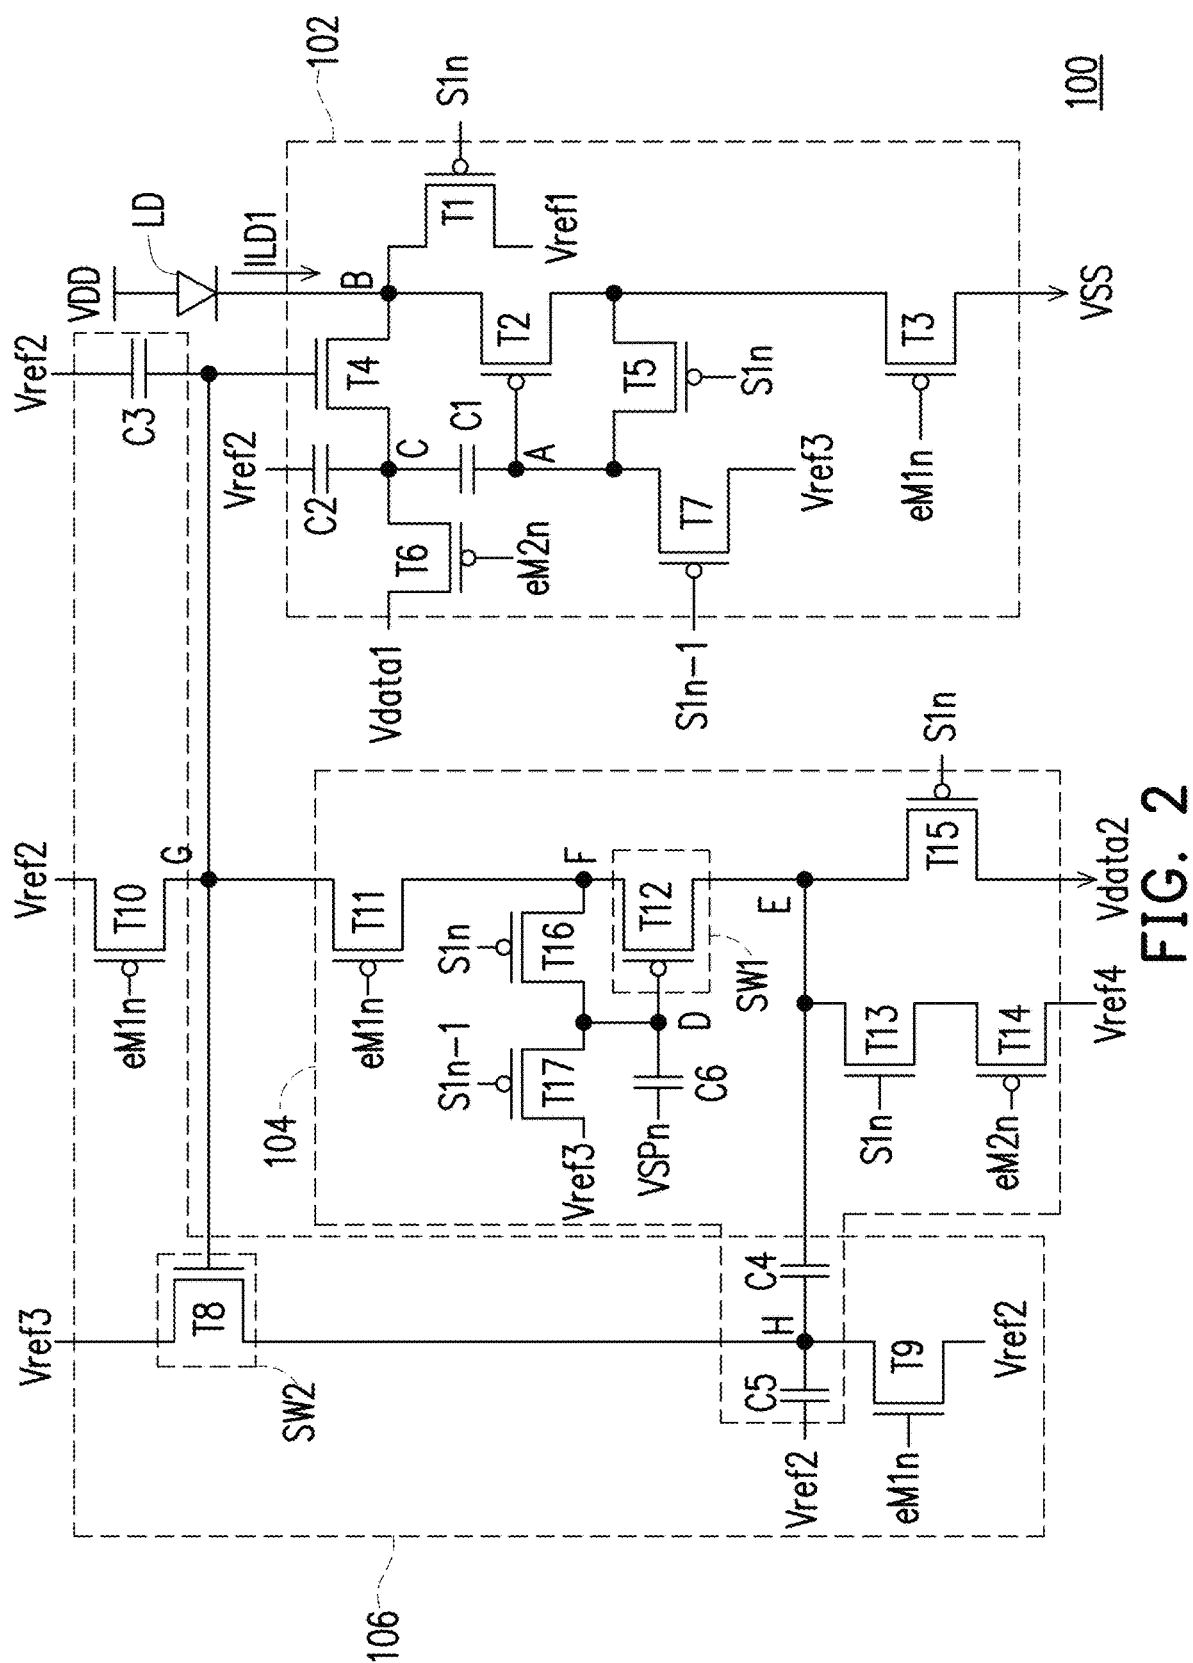 102
S1n
100
LD
ILD1
VDD
B
T1
Vref1
Vref2
C3
T4
T2
T5
S1n
T3
VSS
Vref2
C2
C
C1
A
T7
Vref3
eM1n
T6
eM2n
Vdata1
S1n-1
S1n
Vref2
T10
G
eM1n
T11
eM1n
F
T16
S1n
T12
SW1
E
T15
Vdata2
104
S1n-1
T17
Vref3
D
C6
VSPn
T13
S1n
T14
eM2n
Vref4
Vref3
T8
SW2
C4
H
C5
Vref2
T9
eM1n
Vref2
106
FIG. 2